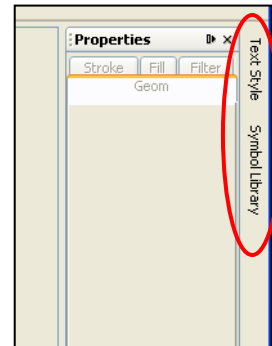 Properties
Stroke Fill Filter
Geom
Text Style
Symbol Library